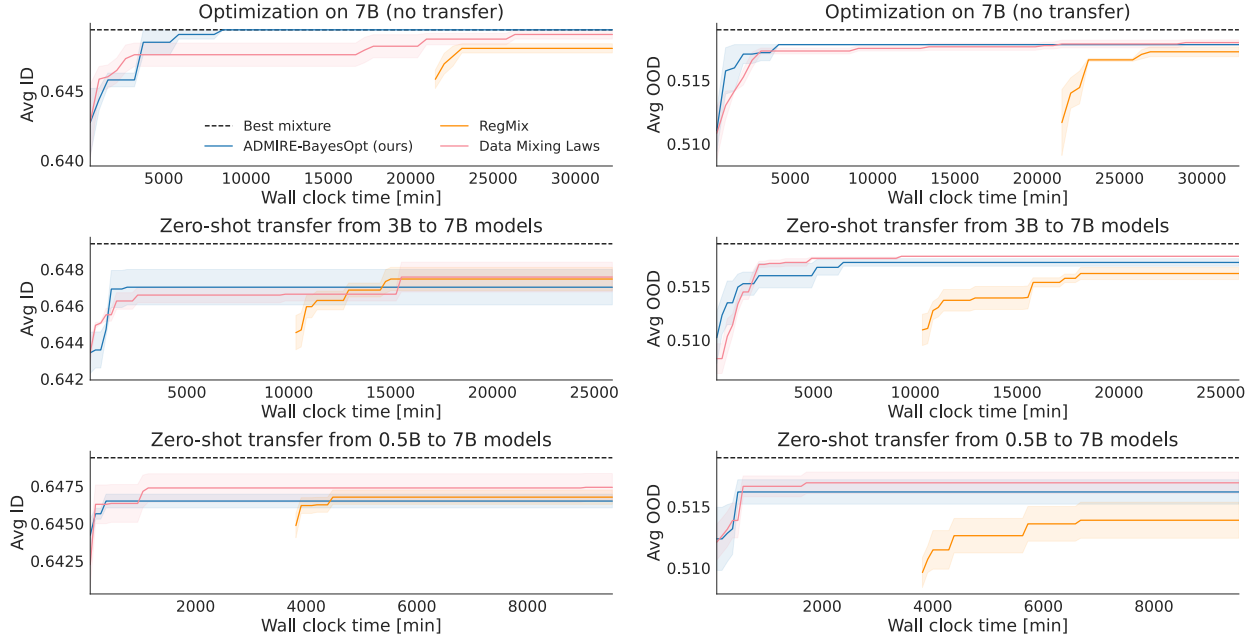 Optimization on 7B (no transfer)
Avg ID
0.645
0.640
Best mixture
ADMIRE-BayesOpt (ours)
RegMix
Data Mixing Laws
5000 10000 15000 20000 25000 30000
Wall clock time [min]
Optimization on 7B (no transfer)
Avg OOD
0.515
0.510
5000 10000 15000 20000 25000 30000
Wall clock time [min]
Zero-shot transfer from 3B to 7B models
Avg ID
0.648
0.646
0.644
0.642
5000 10000 15000 20000 25000
Wall clock time [min]
Zero-shot transfer from 3B to 7B models
Avg OOD
0.515
0.510
5000 10000 15000 20000 25000
Wall clock time [min]
Zero-shot transfer from 0.5B to 7B models
Avg ID
0.6475
0.6450
0.6425
2000 4000 6000 8000
Wall clock time [min]
Zero-shot transfer from 0.5B to 7B models
Avg OOD
0.515
0.510
2000 4000 6000 8000
Wall clock time [min]